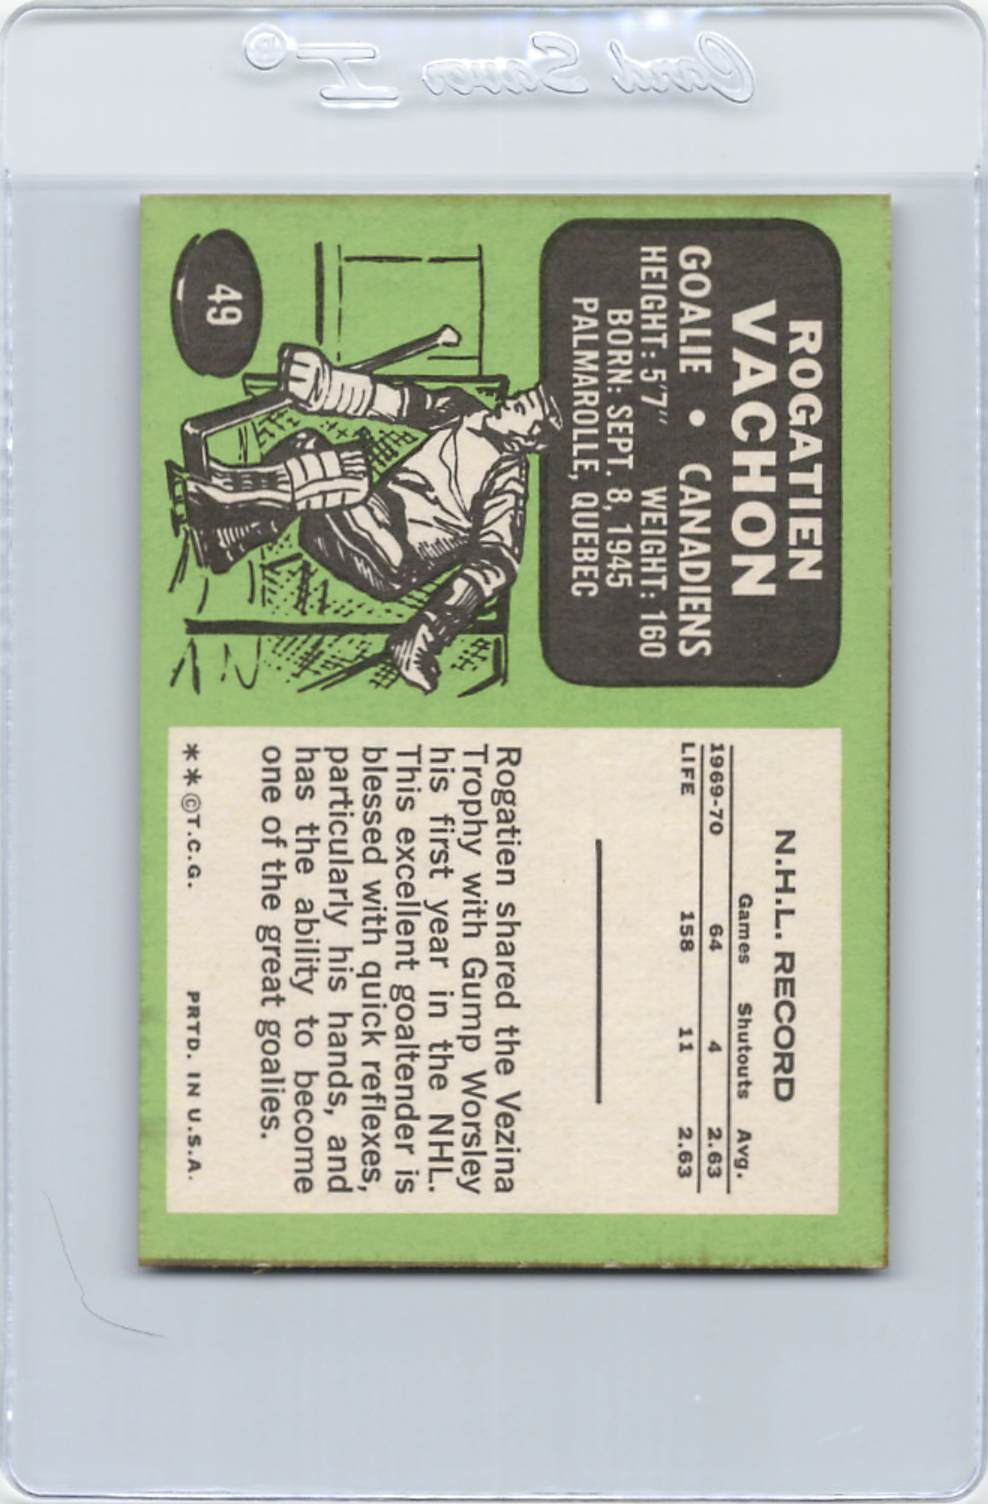 Card Saver I®
ROGATIEN
VACHON
GOALIE • CANADIENS
HEIGHT: 5'7" WEIGHT: 160
BORN: SEPT. 8, 1945
PALMAROLLE, QUEBEC
49
N.H.L. RECORD
Games Shutouts Avg.
1969-70 64 4 2.63
LIFE 158 11 2.63
Rogatien shared the Vezina
Trophy with Gump Worsley
his first year in the NHL.
This excellent goaltender is
blessed with quick reflexes,
particularly his hands, and
has the ability to become
one of the great goalies.
**©T.C.G. PRTD. IN U.S.A.